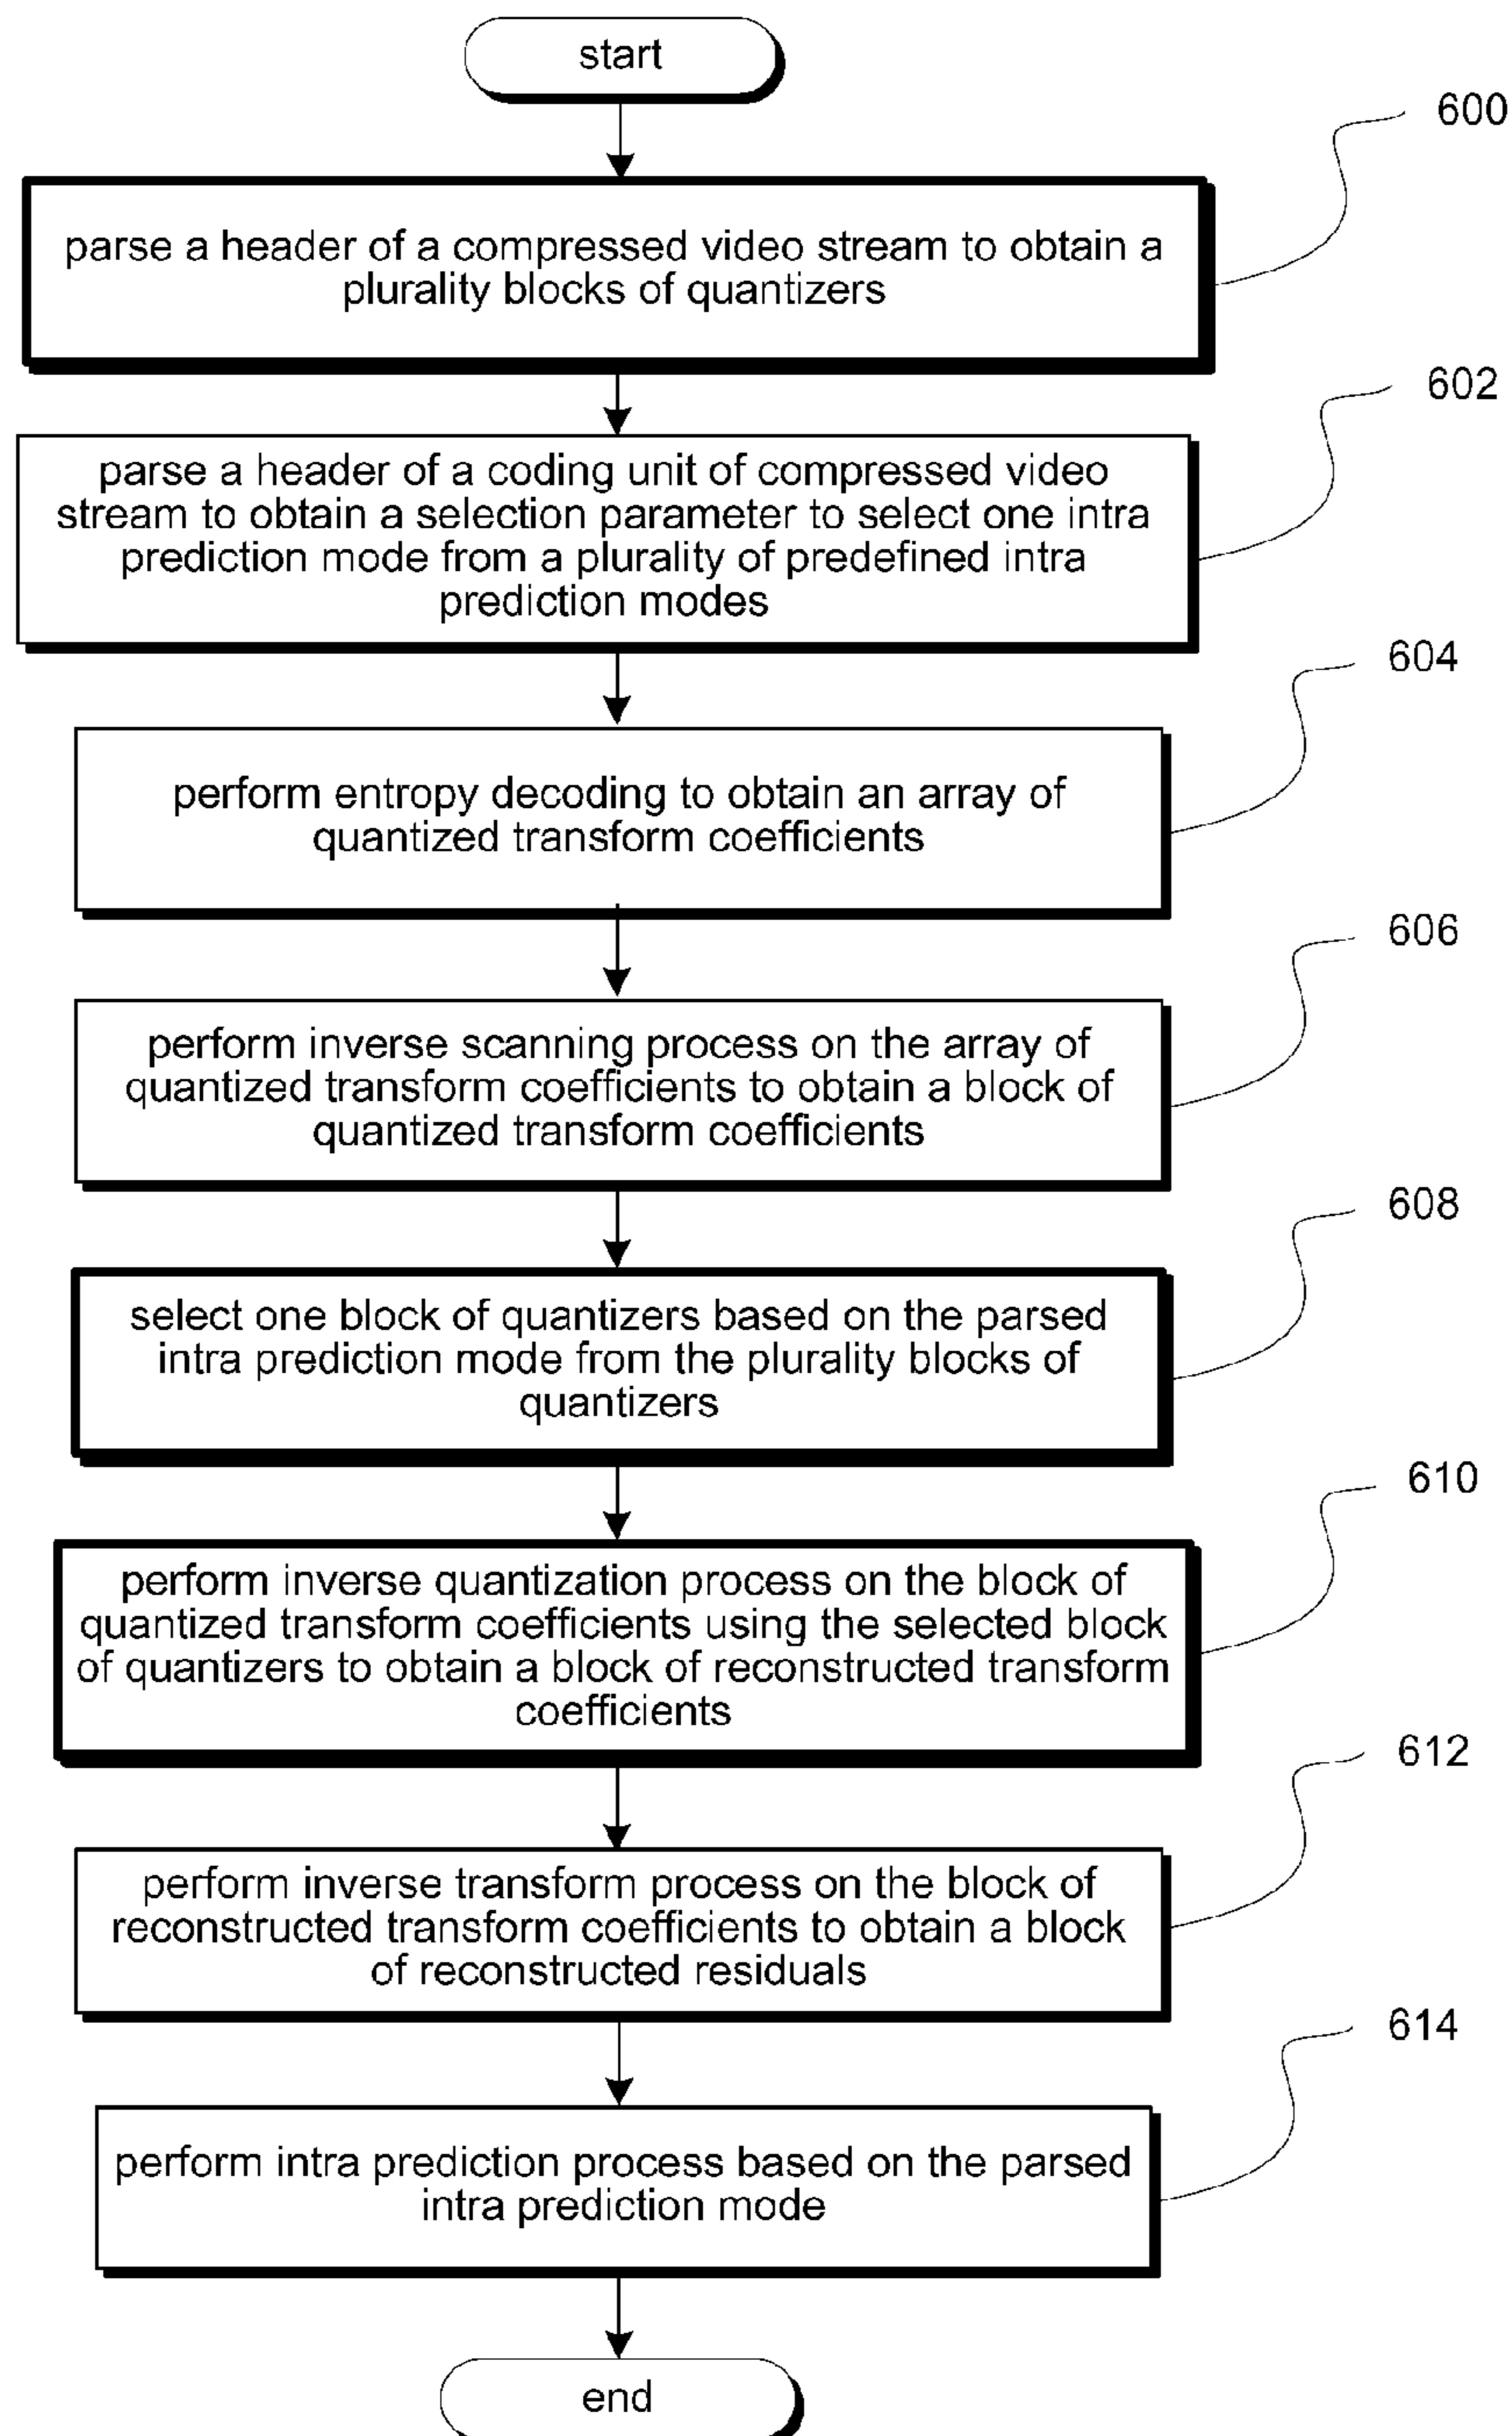 start
600
parse a header of a compressed video stream to obtain a
plurality blocks of quantizers
602
parse a header of a coding unit of compressed video
stream to obtain a selection parameter to select one intra
prediction mode from a plurality of predefined intra
prediction modes
604
perform entropy decoding to obtain an array of
quantized transform coefficients
606
perform inverse scanning process on the array of
quantized transform coefficients to obtain a block of
quantized transform coefficients
608
select one block of quantizers based on the parsed
intra prediction mode from the plurality blocks of
quantizers
610
perform inverse quantization process on the block of
quantized transform coefficients using the selected block
of quantizers to obtain a block of reconstructed transform
coefficients
612
perform inverse transform process on the block of
reconstructed transform coefficients to obtain a block
of reconstructed residuals
614
perform intra prediction process based on the parsed
intra prediction mode
end